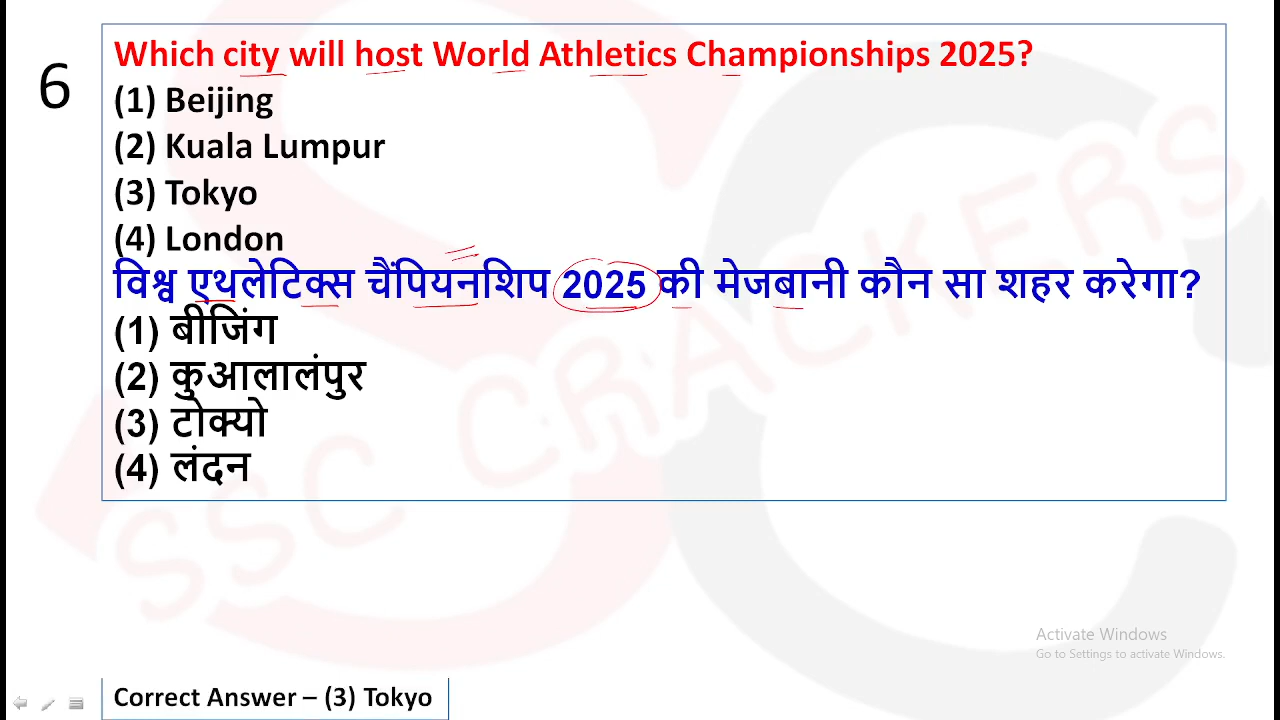 6
Which city will host World Athletics Championships 2025?
(1) Beijing
(2) Kuala Lumpur
(3) Tokyo
(4) London
विश्व एथलेटिक्स चैंपियनशिप 2025 की मेजबानी कौन सा शहर करेगा?
(1) बीजिंग
(2) कुआलालंपुर
(3) टोक्यो
(4) लंदन
SSC CRACKERS
Activate Windows
Go to Settings to activate Windows.
Correct Answer – (3) Tokyo